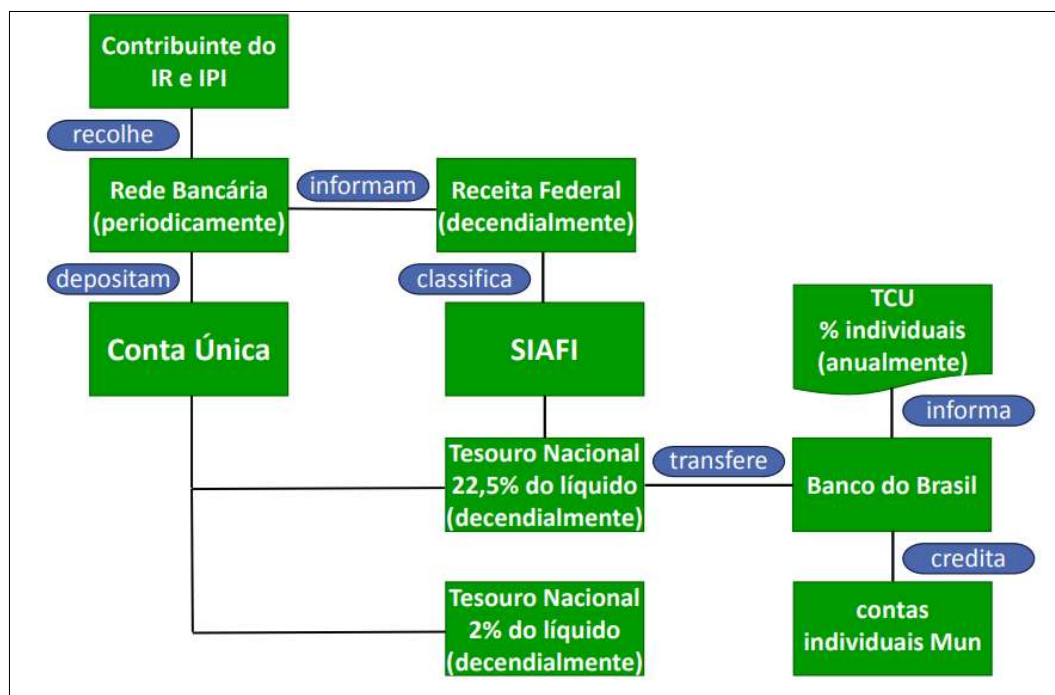 Contribuinte do
IR e IPI
recolhe
Rede Bancária
(periodicamente)
informam
Receita Federal
(decendialmente)
depositam
classifica
Conta Única
SIAFI
TCU
% individuais
(anualmente)
informa
Tesouro Nacional
22,5% do líquido
(decendialmente)
transfere
Banco do Brasil
credita
Tesouro Nacional
2% do líquido
(decendialmente)
contas
individuais Mun